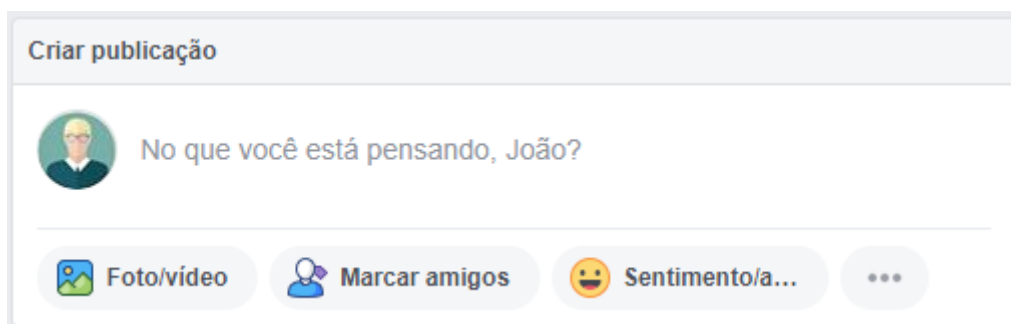 Criar publicação
No que você está pensando, João?
Foto/vídeo Marcar amigos Sentimento/a...